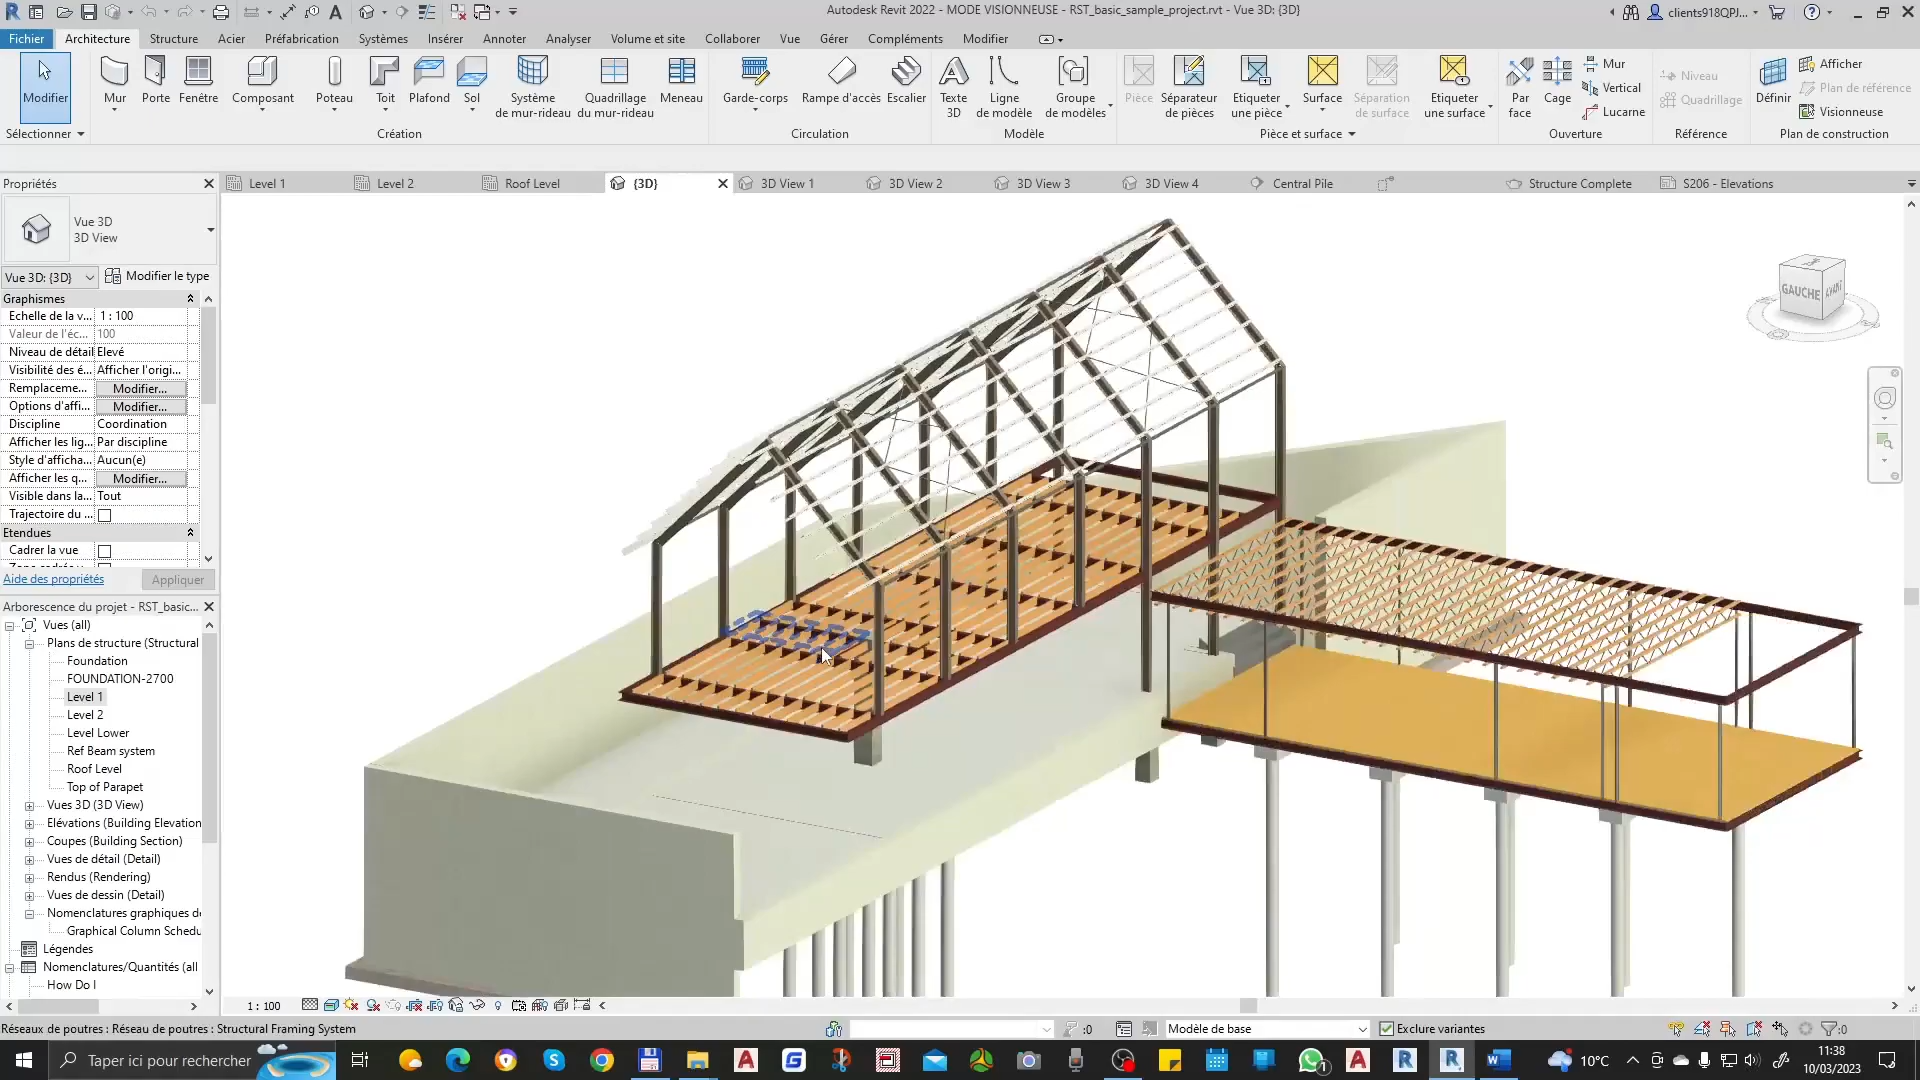 Autodesk Revit 2022 - MODE VISIONNEUSE - RST_basic_sample_project.rvt - Vue 3D: {3D}
clients918QPJ...
Fichier Architecture Structure Acier Préfabrication Systèmes Insérer Annoter Analyser Volume et site Collaborer Vue Gérer Compléments Modifier
Modifier
Mur Porte Fenêtre Composant Poteau Toit Plafond Sol
Système de mur-rideau
Quadrillage du mur-rideau
Meneau
Garde-corps Rampe d'accès Escalier
Texte 3D
Ligne de modèle
Groupe de modèles
Pièce
Séparateur de pièces
Etiqueter une pièce
Surface
Séparation de surface
Etiqueter une surface
Par face
Cage
Mur
Vertical
Lucarne
Niveau
Quadrillage
Définir
Afficher
Plan de référence
Visionneuse
Sélectionner Création Circulation Modèle Pièce et surface Ouverture Référence Plan de construction
Propriétés
Level 1 Level 2 Roof Level {3D} 3D View 1 3D View 2 3D View 3 3D View 4 Central Pile Structure Complete S206 - Elevations
Vue 3D
3D View
Vue 3D: {3D} Modifier le type
Graphismes
Echelle de la v... 1 : 100
Valeur de l'éc... 100
Niveau de détail Elevé
Visibilité des é... Afficher l'origi...
Remplaceme... Modifier...
Options d'affi... Modifier...
Discipline Coordination
Afficher les lig... Par discipline
Style d'afficha... Aucun(e)
Afficher les q... Modifier...
Visible dans la... Tout
Trajectoire du ...
Etendues
Cadrer la vue
Aide des propriétés Appliquer
Arborescence du projet - RST_basic...
Vues (all)
Plans de structure (Structural
Foundation
FOUNDATION-2700
Level 1
Level 2
Level Lower
Ref Beam system
Roof Level
Top of Parapet
Vues 3D (3D View)
Elévations (Building Elevation
Coupes (Building Section)
Vues de détail (Detail)
Rendus (Rendering)
Vues de dessin (Detail)
Nomenclatures graphiques de
Graphical Column Schedu
Légendes
Nomenclatures/Quantités (all
How Do I
GAUCHE AVANT
1 : 100
Réseaux de poutres : Réseau de poutres : Structural Framing System
:0
Modèle de base
Exclure variantes
:0
Taper ici pour rechercher
10°C
11:38
10/03/2023